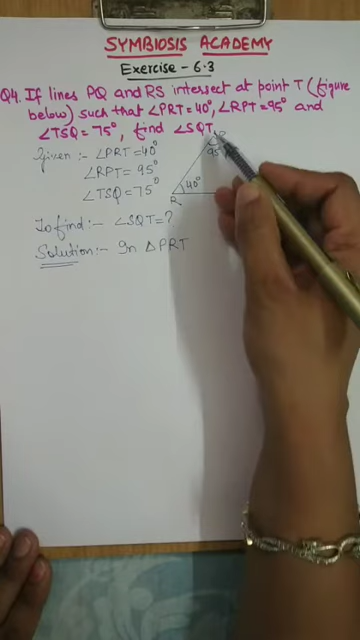 SYMBIOSIS ACADEMY
Exercise - 6.3
Q4. If lines PQ and RS intersect at point T (figure
below) such that ∠PRT = 40°, ∠RPT = 95° and
∠TSQ = 75°, find ∠SQT
Given :- ∠PRT = 40°
∠RPT = 95°
∠TSQ = 75°
P
95°
40°
R
To find :- ∠SQT = ?
Solution :- In △PRT